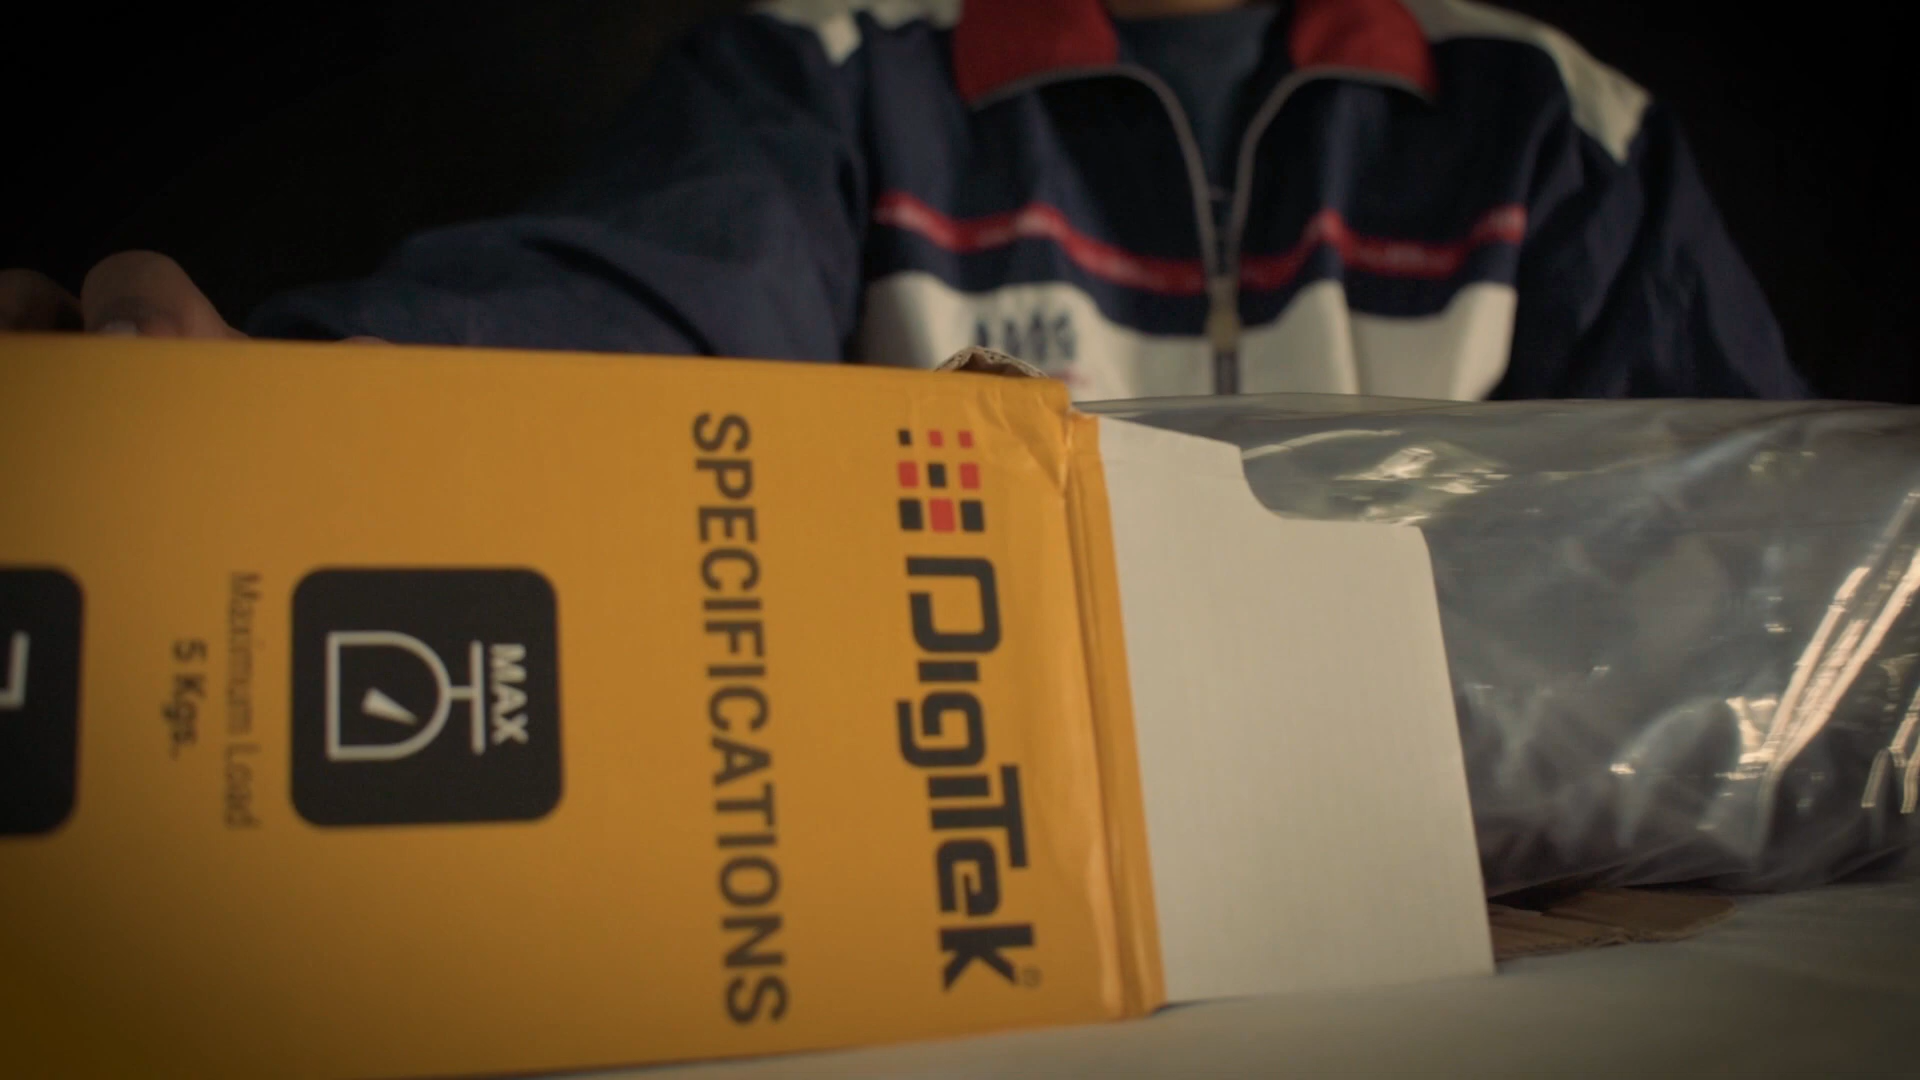 DIGITEK®
SPECIFICATIONS
MAX
Maximum Load
5 Kgs.